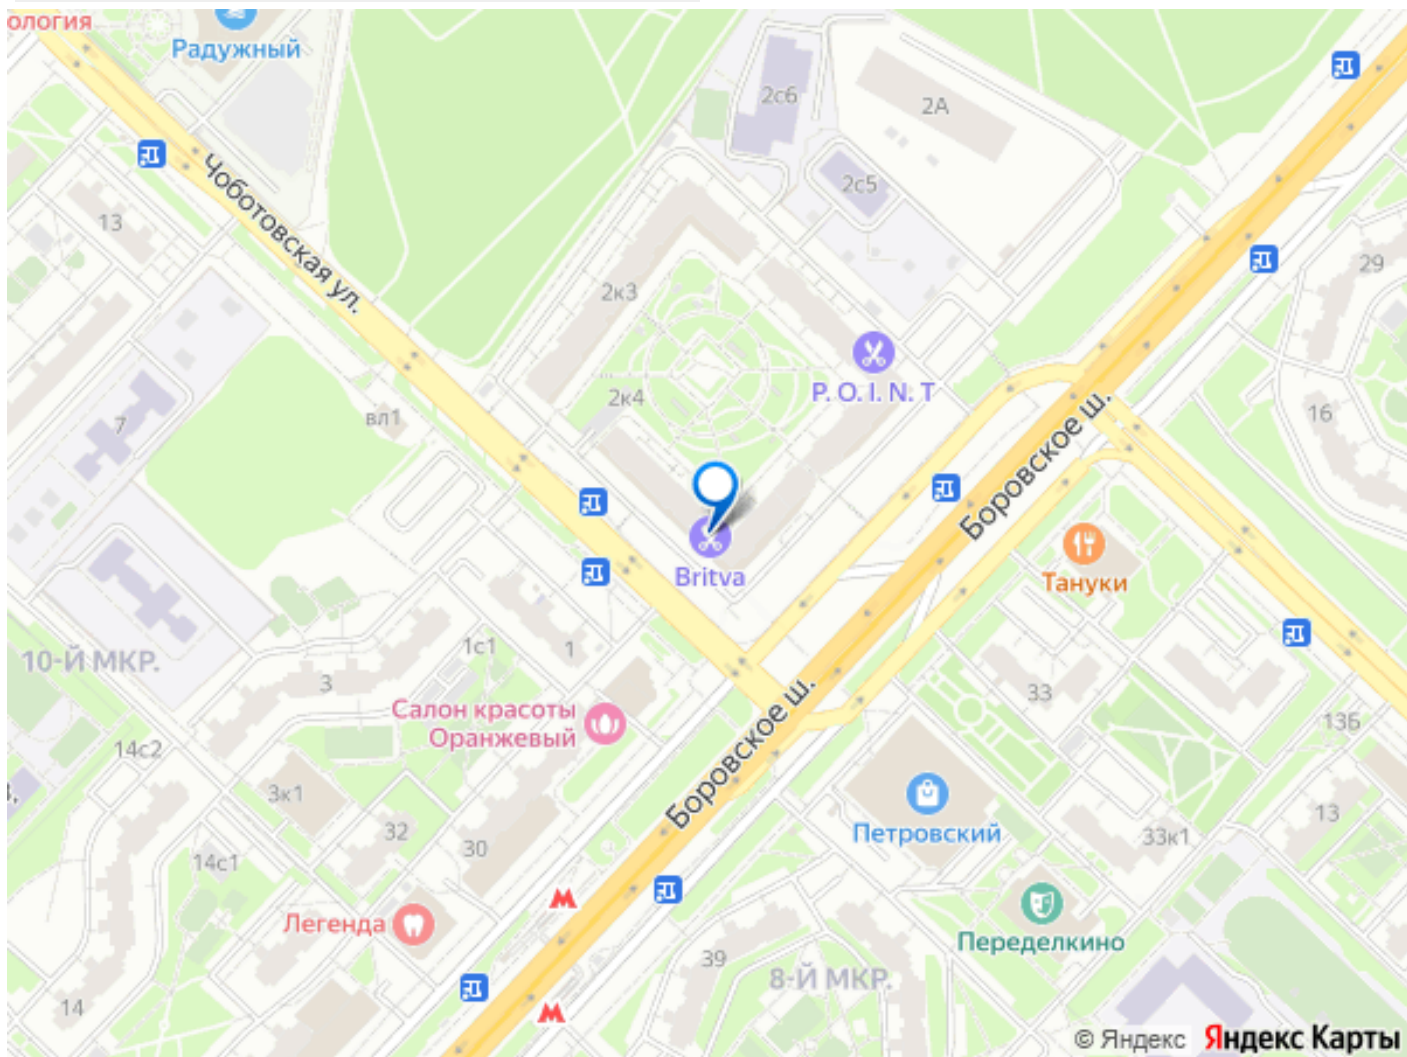 ология
Радужный
2с6
2А
Чоботовская ул.
2с5
13
29
2к3
P. O. I. N. T
2к4
вл1
16
7
Боровское ш.
Britva
Тануки
1с1
1
10-Й МКР.
3
33
Салон красоты
Оранжевый
13Б
14с2
Боровское ш.
3к1
Петровский
13
32
33к1
30
14с1
Легенда
Переделкино
39
8-Й МКР.
14
© Яндекс Яндекс Карты